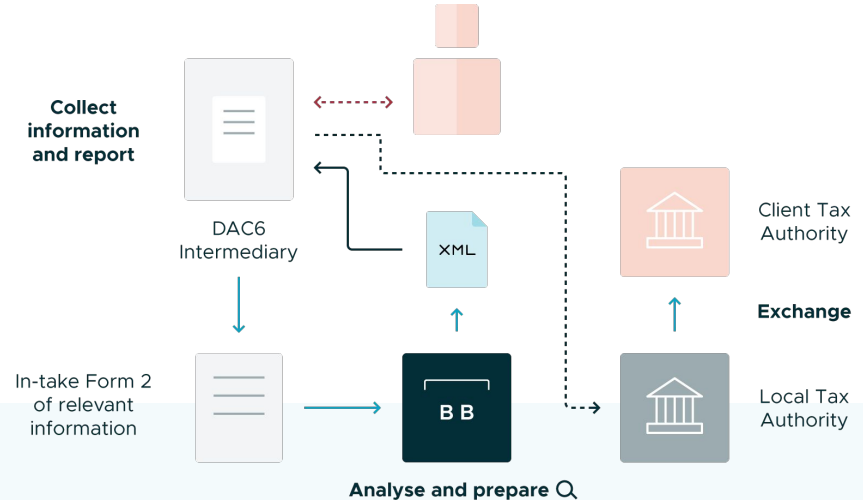 Collect
information
and report
DAC6
Intermediary
XML
Client Tax
Authority
Exchange
In-take Form 2
of relevant
information
B B
Local Tax
Authority
Analyse and prepare